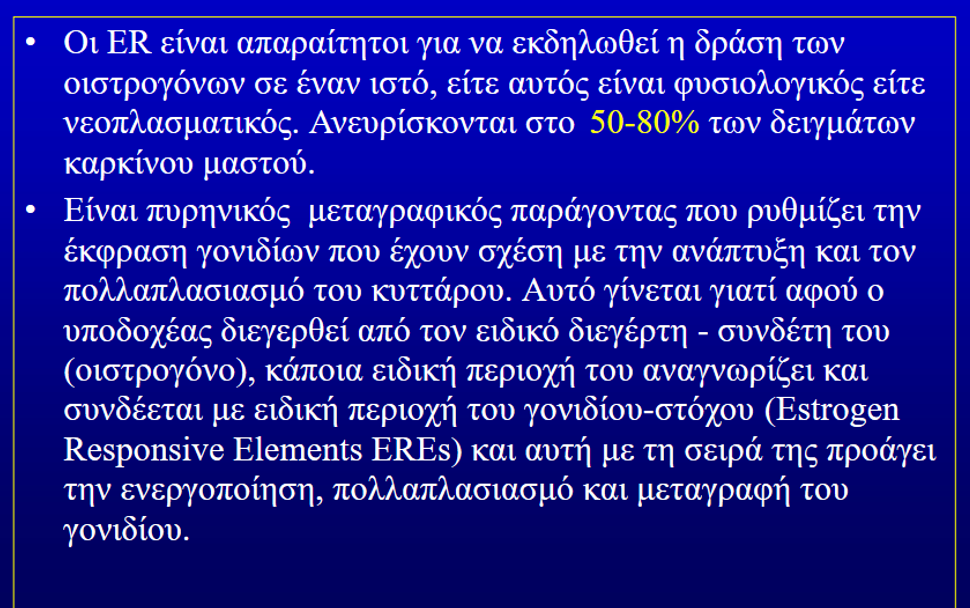 • Οι ER είναι απαραίτητοι για να εκδηλωθεί η δράση των
οιστρογόνων σε έναν ιστό, είτε αυτός είναι φυσιολογικός είτε
νεοπλασματικός. Ανευρίσκονται στο 50-80% των δειγμάτων
καρκίνου μαστού.
• Είναι πυρηνικός μεταγραφικός παράγοντας που ρυθμίζει την
έκφραση γονιδίων που έχουν σχέση με την ανάπτυξη και τον
πολλαπλασιασμό του κυττάρου. Αυτό γίνεται γιατί αφού ο
υποδοχέας διεγερθεί από τον ειδικό διεγέρτη - συνδέτη του
(οιστρογόνο), κάποια ειδική περιοχή του αναγνωρίζει και
συνδέεται με ειδική περιοχή του γονιδίου-στόχου (Estrogen
Responsive Elements EREs) και αυτή με τη σειρά της προάγει
την ενεργοποίηση, πολλαπλασιασμό και μεταγραφή του
γονιδίου.